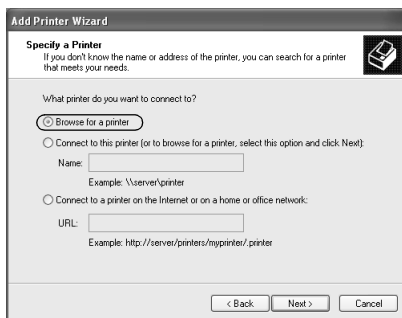 Add Printer Wizard
Specify a Printer
If you don't know the name or address of the printer, you can search for a printer
that meets your needs.
What printer do you want to connect to?
Browse for a printer
Connect to this printer (or to browse for a printer, select this option and click Next):
Name:
Example: \\server\printer
Connect to a printer on the Internet or on a home or office network:
URL:
Example: http://server/printers/myprinter/.printer
< Back
Next >
Cancel